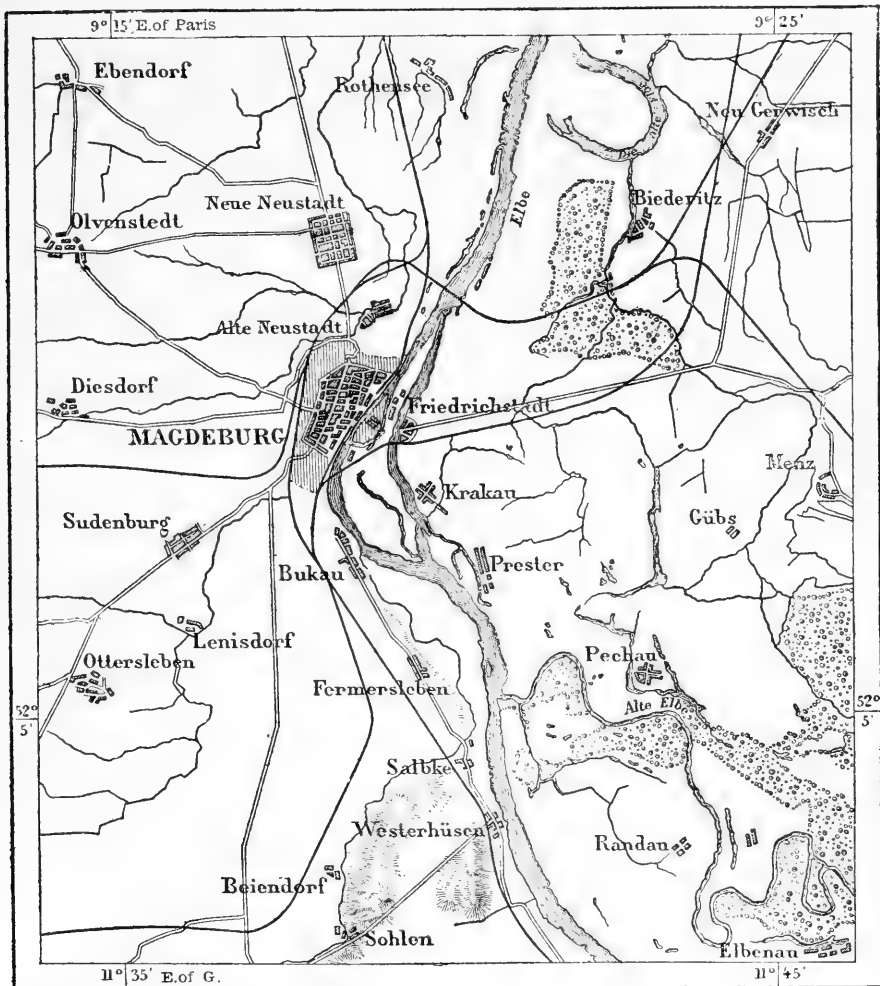 9° 15' E. of Paris
9° 25'
Ebendorf
Rothensee
Die Alte
Neu Gerwisch
Neue Neustadt
Elbe
Biederitz
Olvenstedt
Alte Neustadt
Diesdorf
Friedrichstadt
MAGDEBURG
Menz
Krakau
Gübs
Sudenburg
Bukau
Prester
Lenisdorf
Ottersleben
Pechau
Fermersleben
Alte Elbe
52°
5'
52°
5'
Salbke
Westerhüsen
Randau
Beiendorf
Sohlen
Elbenau
11° 35' E. of G.
11° 45'